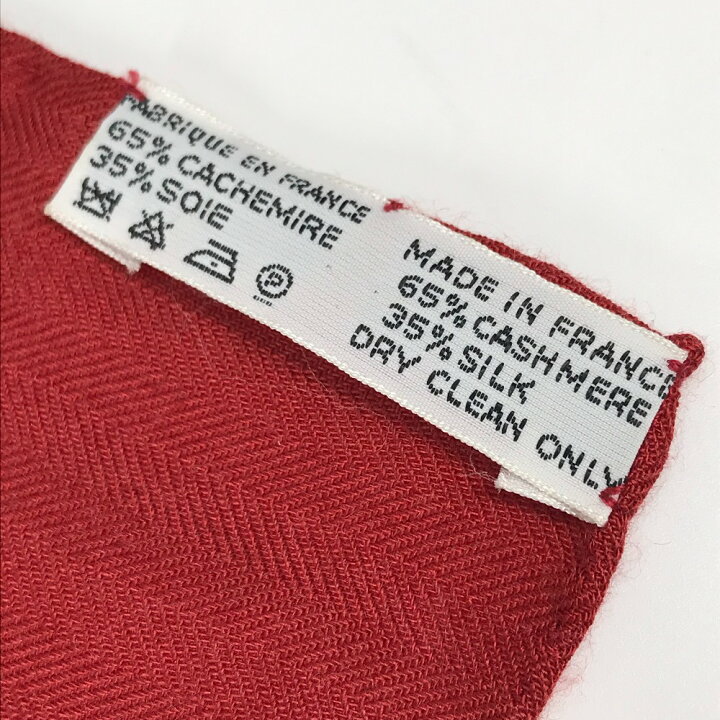 FABRIQUE EN FRANCE
65% CACHEMIRE
35% SOIE
P
MADE IN FRANCE
65% CASHMERE
35% SILK
DRY CLEAN ONLY